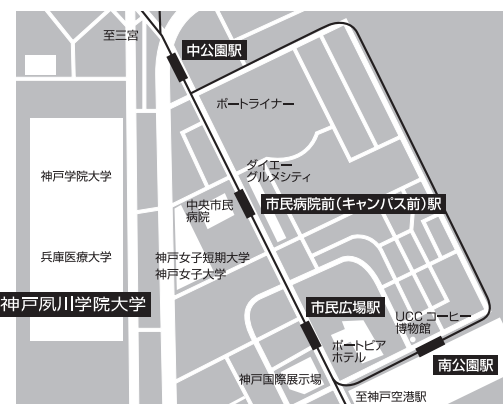 至三宮
中公園駅
ポートライナー
ダイエー
グルメシティ
神戸学院大学
中央市民
病院
市民病院前(キャンパス前)駅
兵庫医療大学
神戸女子短期大学
神戸女子大学
神戸夙川学院大学
市民広場駅
UCC コーヒー
博物館
ポートピア
ホテル
南公園駅
神戸国際展示場
至神戸空港駅